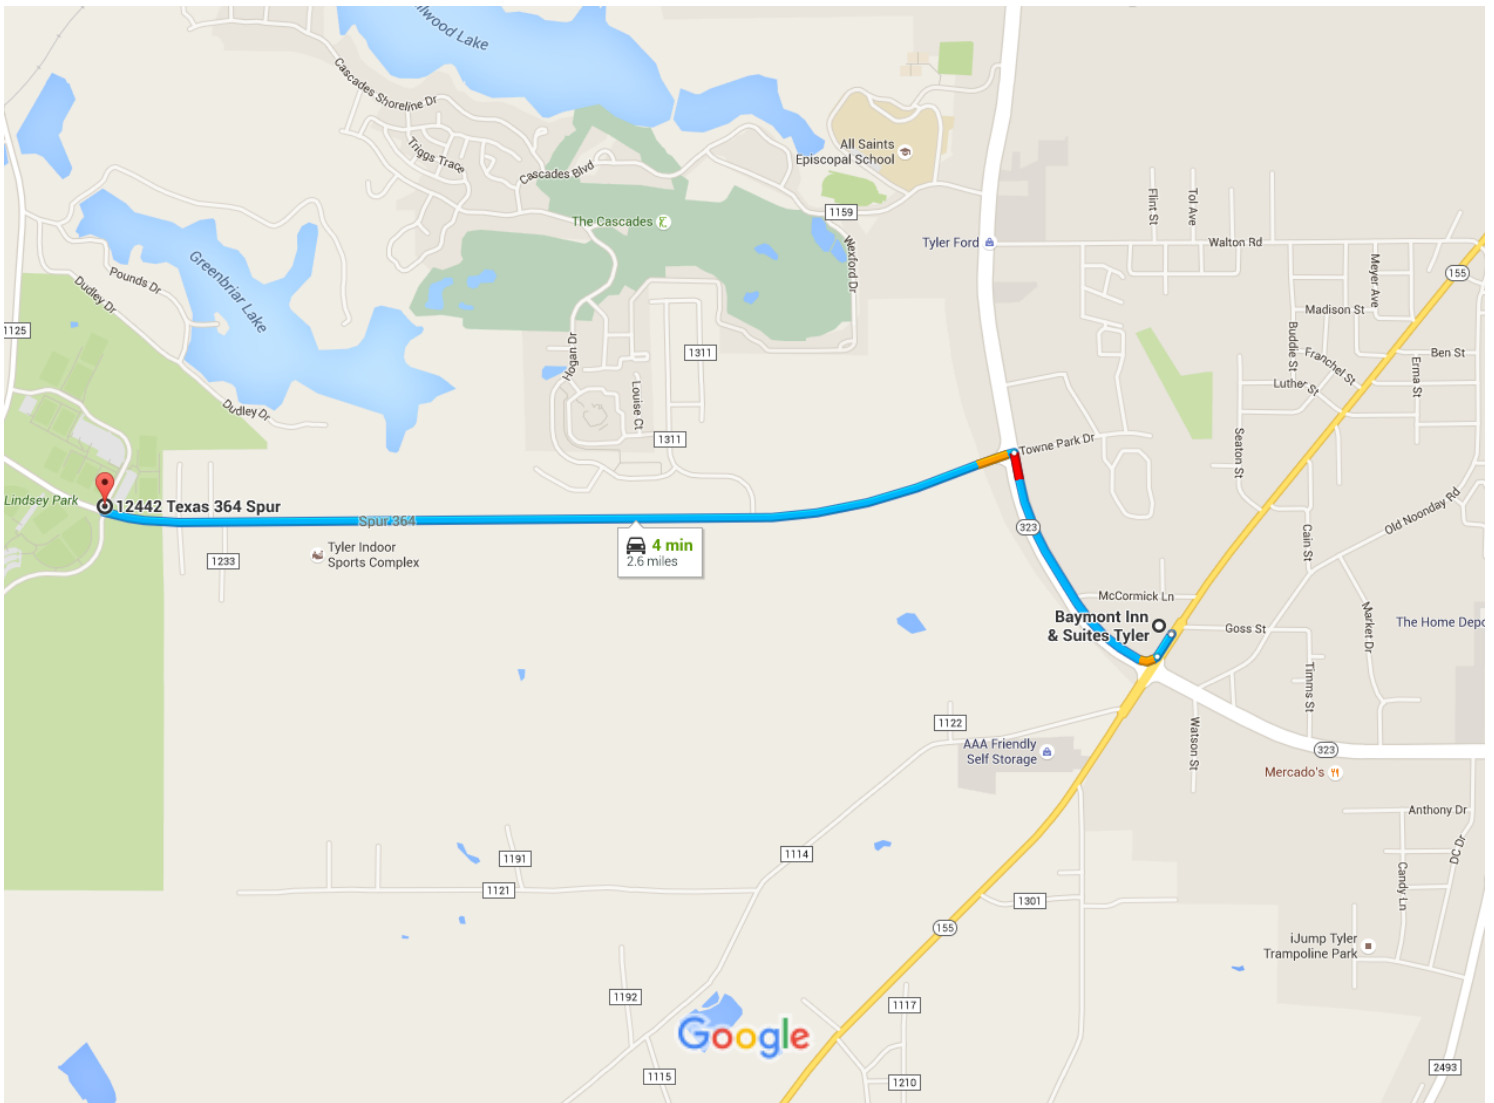 lwood Lake
Cascades Shoreline Dr
Triggs Trace
Cascades Blvd
All Saints
Episcopal School
The Cascades
1159
Wexford Dr
Tyler Ford
Flint St
Tol Ave
Walton Rd
155
Meyer Ave
Madison St
Buddie St
Franchel St
Ben St
Luther St
Erma St
Greenbriar Lake
Pounds Dr
Dudley Dr
1125
Dudley Dr
Hogan Dr
1311
Louise Ct
1311
Towne Park Dr
Seaton St
Old Noonday Rd
Cain St
Lindsey Park
12442 Texas 364 Spur
Spur 364
323
4 min
2.6 miles
Tyler Indoor
Sports Complex
1233
McCormick Ln
Baymont Inn
& Suites Tyler
Goss St
Market Dr
The Home Depo
Timms St
1122
AAA Friendly
Self Storage
Watson St
323
Mercado's
Anthony Dr
DC Dr
Candy Ln
1114
1191
1121
1301
155
iJump Tyler
Trampoline Park
1192
1117
Google
1115
1210
2493